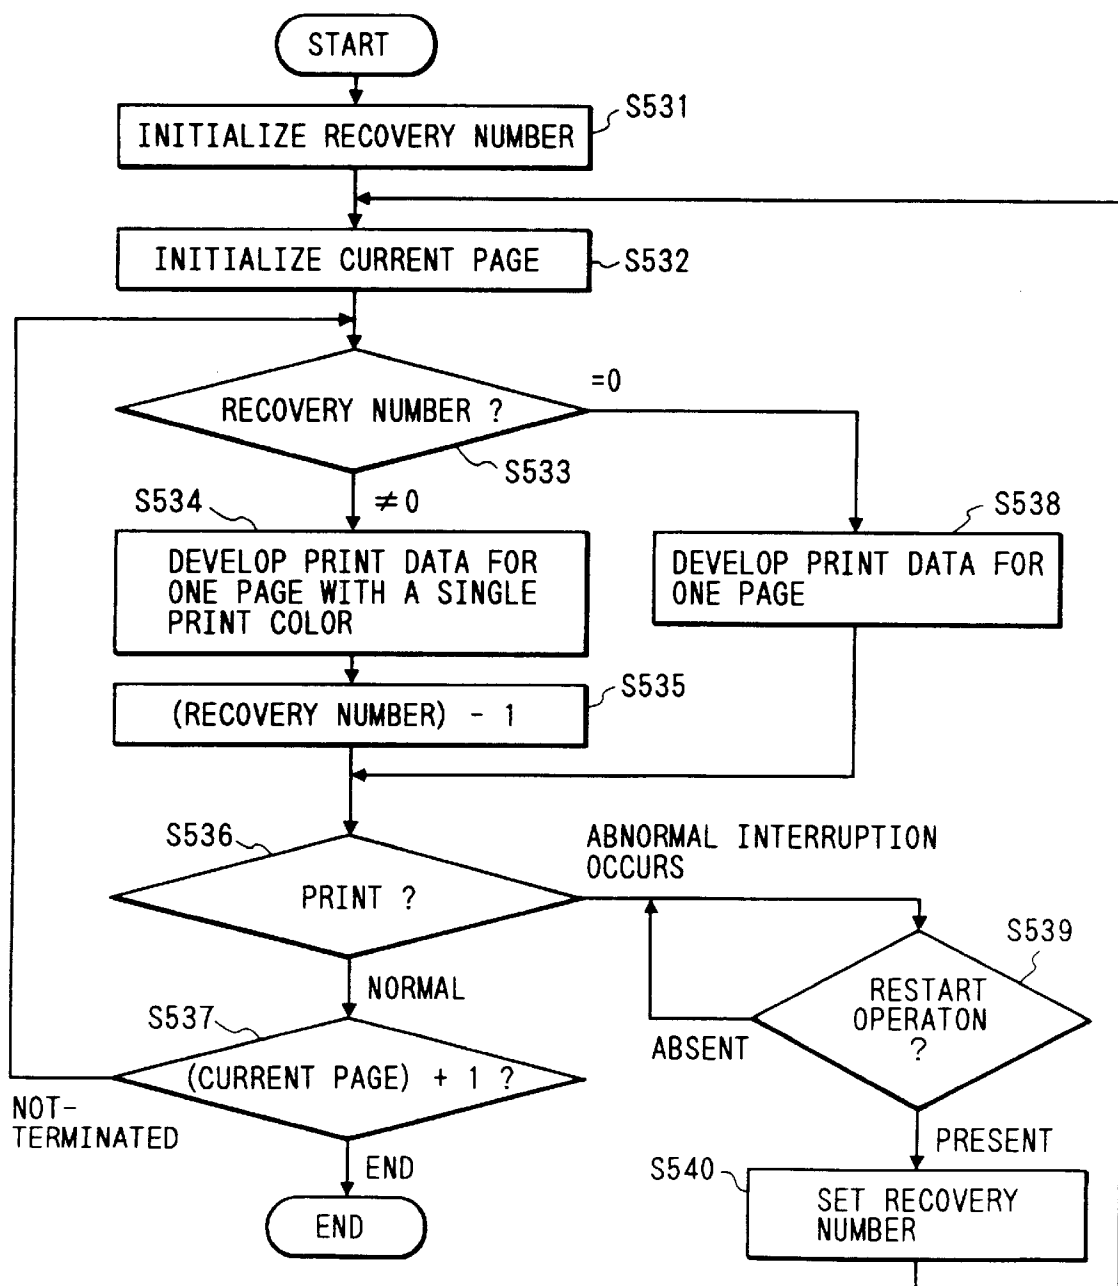 START
S531
INITIALIZE RECOVERY NUMBER
INITIALIZE CURRENT PAGE
S532
=0
RECOVERY NUMBER ?
S533
S534
≠0
S538
DEVELOP PRINT DATA FOR
ONE PAGE WITH A SINGLE
PRINT COLOR
DEVELOP PRINT DATA FOR
ONE PAGE
S535
(RECOVERY NUMBER) - 1
S536
ABNORMAL INTERRUPTION
OCCURS
PRINT ?
S539
NORMAL
RESTART
OPERATON
?
S537
ABSENT
(CURRENT PAGE) + 1 ?
NOT-
TERMINATED
PRESENT
END
S540
SET RECOVERY
NUMBER
END